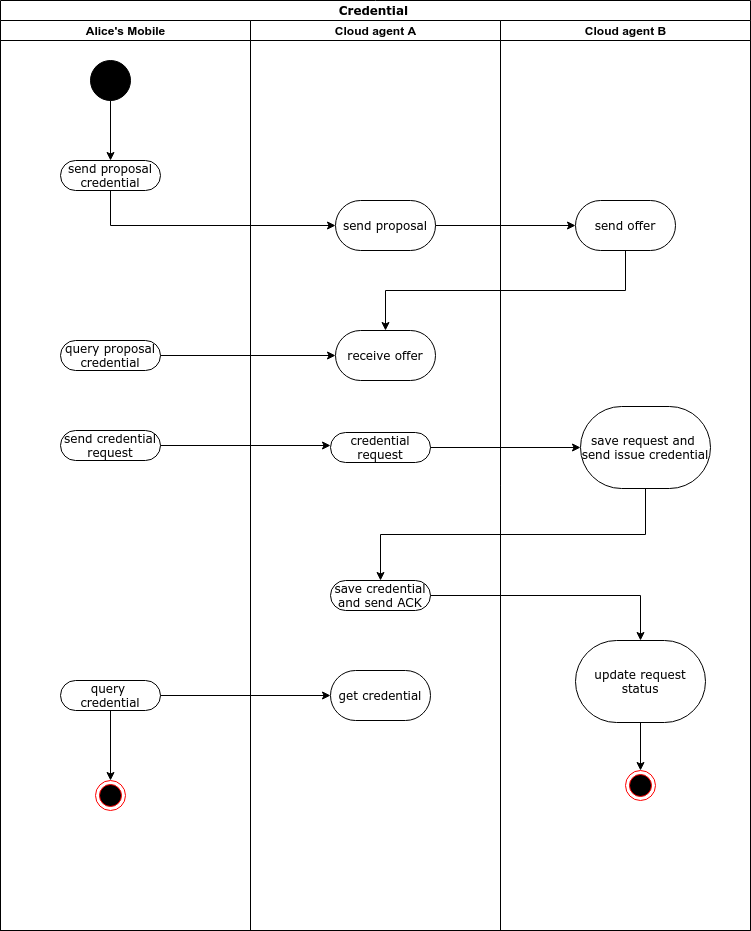 Credential
Alice's Mobile
Cloud agent A
Cloud agent B
send proposal
credential
send proposal
send offer
query proposal
credential
receive offer
send credential
request
credential
request
save request and
send issue credential
save credential
and send ACK
update request
status
query
credential
get credential